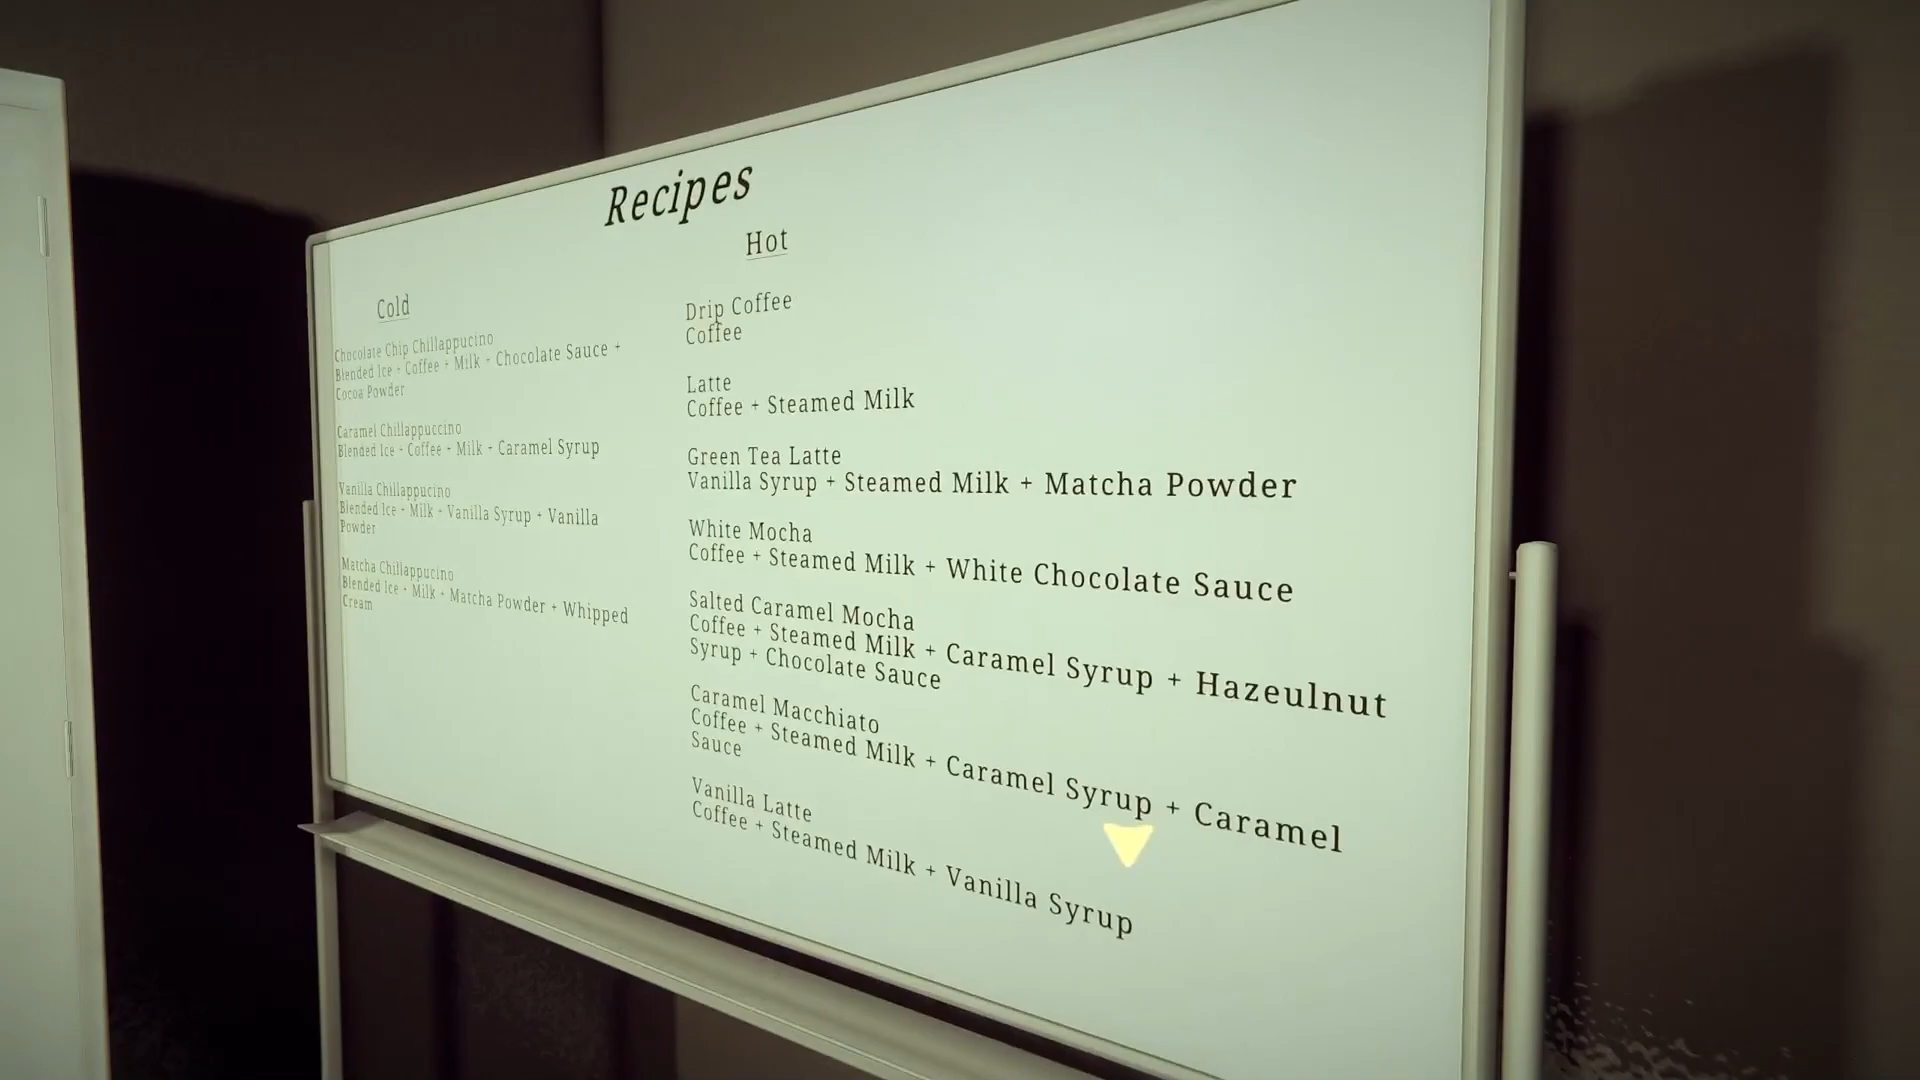 Recipes
Cold
Chocolate Chip Chillappucino
Blended Ice + Coffee + Milk + Chocolate Sauce +
Cocoa Powder
Caramel Chillappuccino
Blended Ice + Coffee + Milk + Caramel Syrup
Vanilla Chillappucino
Blended Ice + Milk + Vanilla Syrup + Vanilla
Powder
Matcha Chillappucino
Blended Ice + Milk + Matcha Powder + Whipped
Cream
Hot
Drip Coffee
Coffee
Latte
Coffee + Steamed Milk
Green Tea Latte
Vanilla Syrup + Steamed Milk + Matcha Powder
White Mocha
Coffee + Steamed Milk + White Chocolate Sauce
Salted Caramel Mocha
Coffee + Steamed Milk + Caramel Syrup + Hazeulnut
Syrup + Chocolate Sauce
Caramel Macchiato
Coffee + Steamed Milk + Caramel Syrup + Caramel
Sauce
Vanilla Latte
Coffee + Steamed Milk + Vanilla Syrup